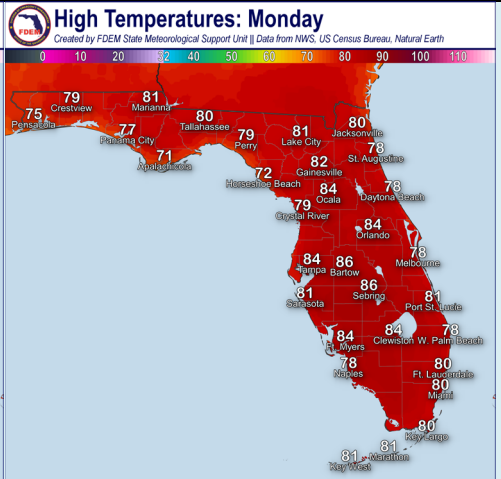 High Temperatures: Monday
Created by FDEM State Meteorological Support Unit || Data from NWS, US Census Bureau, Natural Earth
FDEM
0 10 20 32 40 50 60 70 80 90 100 110
75
Pensacola
79
Crestview
81
Marianna
77
Panama City
80
Tallahassee
71
Apalachicola
79
Perry
81
Lake City
80
Jacksonville
78
St. Augustine
82
Gainesville
72
Horseshoe Beach
84
Ocala
78
Daytona Beach
79
Crystal River
84
Orlando
78
Melbourne
84
Tampa
86
Bartow
86
Sebring
81
Sarasota
81
Port St. Lucie
84
Ft. Myers
84
Clewiston
78
W. Palm Beach
78
Naples
80
Ft. Lauderdale
80
Miami
80
Key Largo
81
Marathon
81
Key West